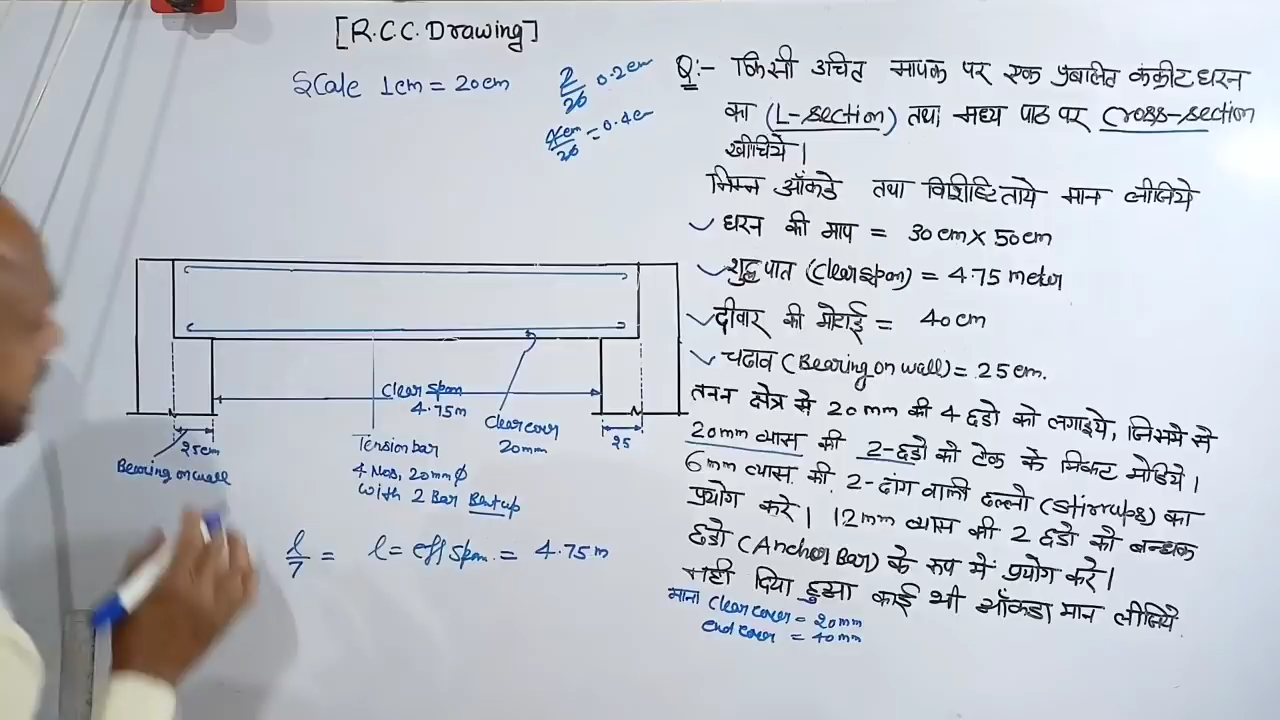 [R.C.C. Drawing]
Scale 1cm = 20cm
2/20 0.2cm
4cm/20 = 0.4cm
Clear span
4.75m
25cm
Bearing on wall
Tension bar
4 Nos, 20mm ϕ
with 2 Bar Bent up
Clear cover
20mm
25
l/7 = l = eff span. = 4.75m
Q:- किसी उचित मापक पर एक प्रबलित कंक्रीट धरन
का (L-section) तथा मध्य पाट पर Cross-section
खींचिये।
निम्न आँकडे तथा विशिष्टितायें मान लीजिये
धरन की माप = 30cm x 50cm
शुद्ध पात (Clear span) = 4.75 meter
दीवार की मोटाई = 40cm
चढाव (Bearing on wall) = 25cm.
तनन क्षेत्र में 20mm की 4 छडों को लगाइये, जिसमें से
20mm व्यास की 2-छडों को टेक के निकट मोडिये।
6mm व्यास की 2-टांग वाली छल्लों (Stirrups) का
प्रयोग करें। 12mm व्यास की 2 छडों को बन्धक
छडों (Anchor Bar) के रूप में प्रयोग करें।
नहीं दिया हुआ कोई भी आँकडा मान लीजिये.
माना Clear cover = 20mm
end cover = 40mm